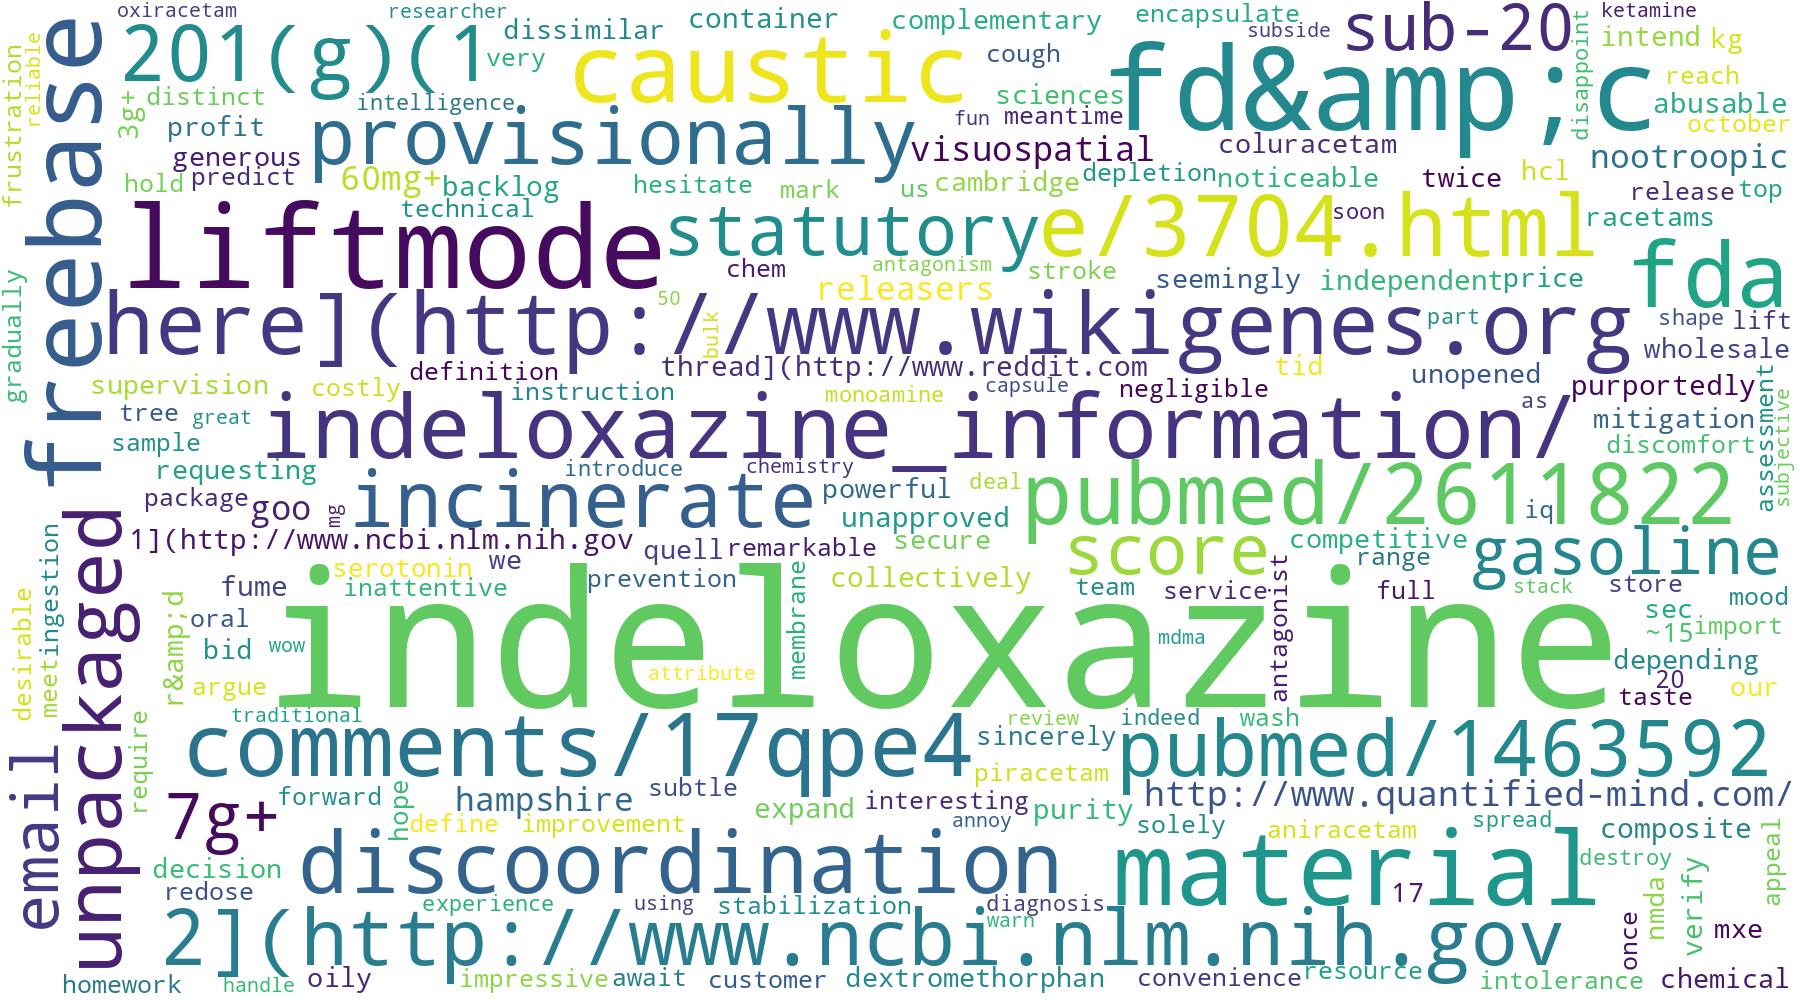 oxiracetam
researcher
dissimilar
container
complementary
encapsulate
subside
sub-20
ketamine
intend
kg
frustration
reliable
freebase
201(g)(1
very
caustic
cough
fd&amp;c
disappoint
reach
abusable
october
3g+
distinct
intelligence
sciences
profit
provisionally
fun
meantime
visuospatial
coluracetam
nootroopic
generous
predict
hold
60mg+
backlog
hesitate
mark
us
cambridge
depletion
noticeable
twice
hcl
release
top
technical
liftmode
statutory
e/3704.html
soon
racetams
fda
gradually
chem
antagonism
stroke
releasers
seemingly
independent
price
50
bulk
here](http://www.wikigenes.org
part
shape
lift
wholesale
definition
thread](http://www.reddit.com
tid
unopened
supervision
costly
instruction
monoamine
capsule
negligible
purportedly
tree
great
indeloxazine_information/
as
mitigation
assessment
subjective
sample
discomfort
requesting
introduce
chemistry
deal
pubmed/2611822
package
goo
mg
incinerate
powerful
unapproved
iq
unpackaged
1](http://www.ncbi.nlm.nih.gov
quell
remarkable
secure
score
competitive
gasoline
we
range
ingestion
meet
desirable
fume
serotonin
inattentive
prevention
membrane
collectively
team
service
antagonist
full
stack
store
mood
r&amp;d
oral
bid
wow
indeloxazine
mdma
sec
~15
import
argue
attribute
depending
20
our
taste
require
traditional
review
indeed
wash
comments/17qpe4
sincerely
pubmed/1463592
email
piracetam
forward
hope
hampshire
subtle
expand
interesting
purity
http://www.quantified-mind.com/
7g+
define
improvement
annoy
solely
aniracetam
spread
composite
appeal
decision
discoordination
material
destroy
redose
17
nmda
verify
experience
using
stabilization
diagnosis
warn
2](http://www.ncbi.nlm.nih.gov
once
mxe
homework
handle
oily
impressive
await
customer
dextromethorphan
convenience
resource
intolerance
chemical